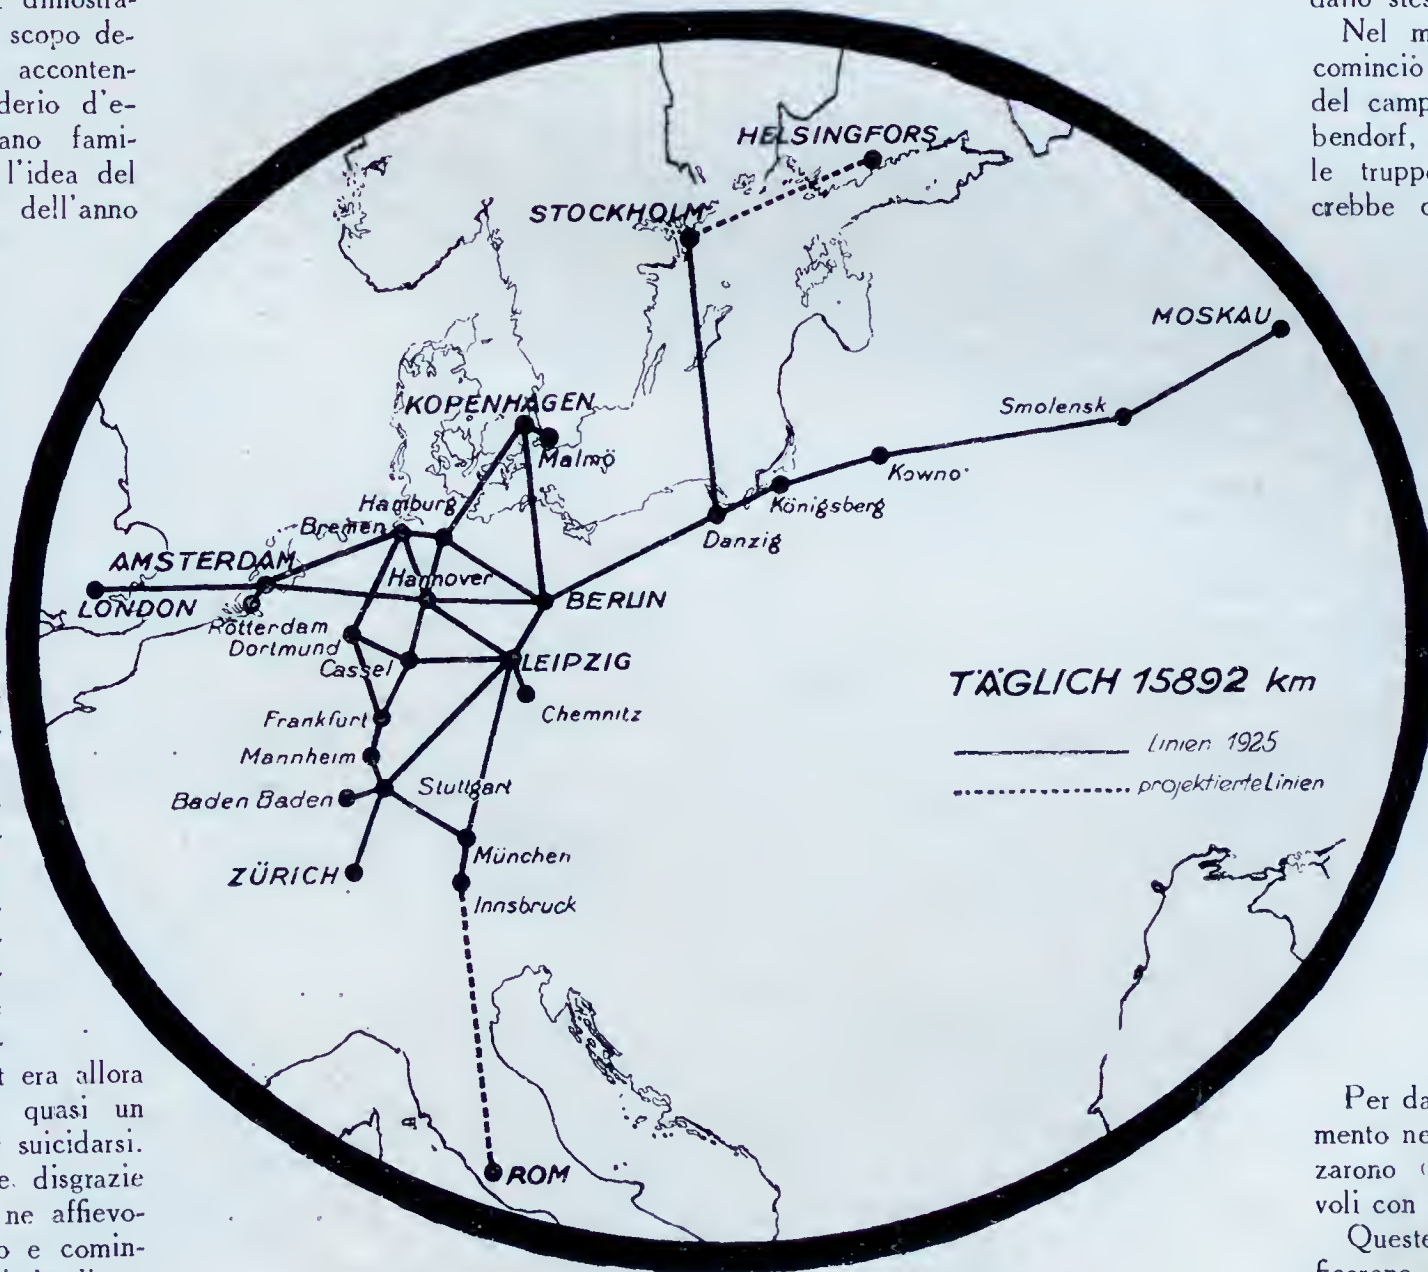 dimostra-
scopo de-
acconten-
derio d'e-
ano fami-
l'idea del
dell'anno
Nel m
cominciò
del camp
bendorf,
le trupp
crebbe
HELSINGFORS
STOCKHOLM
MOSKAU
KOPENHAGEN
Malmö
Smolensk
Kowno
Königsberg
Danzig
Hamburg
Bremen
AMSTERDAM
Hannover
LONDON
BERLIN
Rotterdam
Dortmund
Cassel
LEIPZIG
Chemnitz
Frankfurt
Mannheim
Baden Baden
Stuttgart
ZÜRICH
München
Innsbruck
ROM
TÄGLICH 15892 km
Linien 1925
projektierte Linien
t era allora
quasi un
suicidarsi.
e disgrazie
ne affievo-
o e comin-
Per da
mento ne
zarono
voli con
Queste